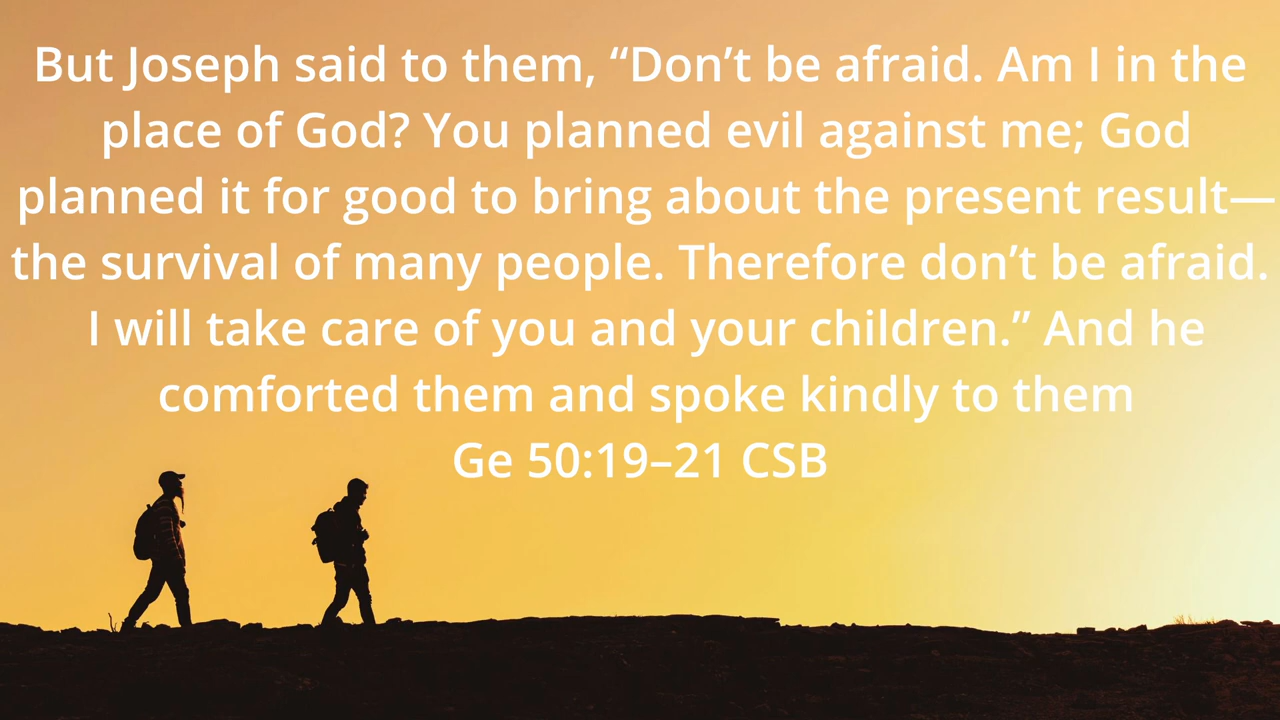 But Joseph said to them, “Don’t be afraid. Am I in the
place of God? You planned evil against me; God
planned it for good to bring about the present result—
the survival of many people. Therefore don’t be afraid.
I will take care of you and your children.” And he
comforted them and spoke kindly to them
Ge 50:19–21 CSB